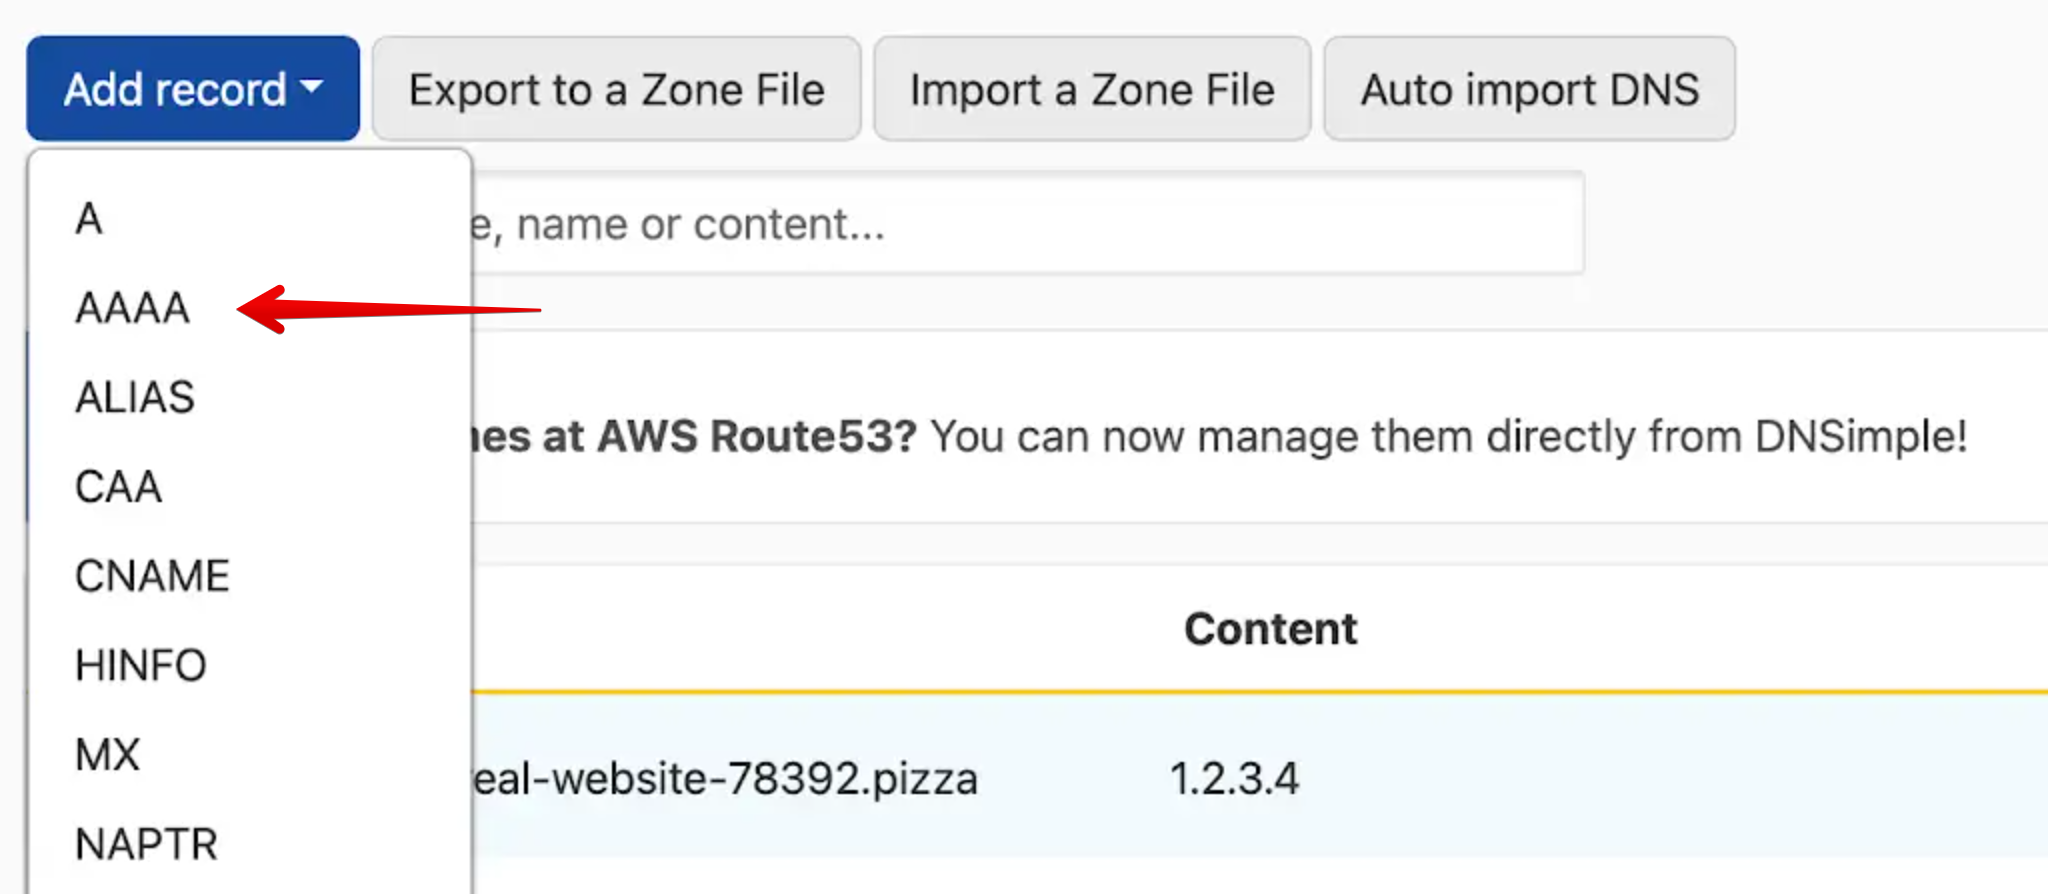 Add record Export to a Zone File Import a Zone File Auto import DNS
A
name or content...
AAAA
ALIAS
at AWS Route53? You can now manage them directly from DNSimple!
CAA
CNAME
Content
HINFO
MX
eal-website-78392.pizza 1.2.3.4
NAPTR